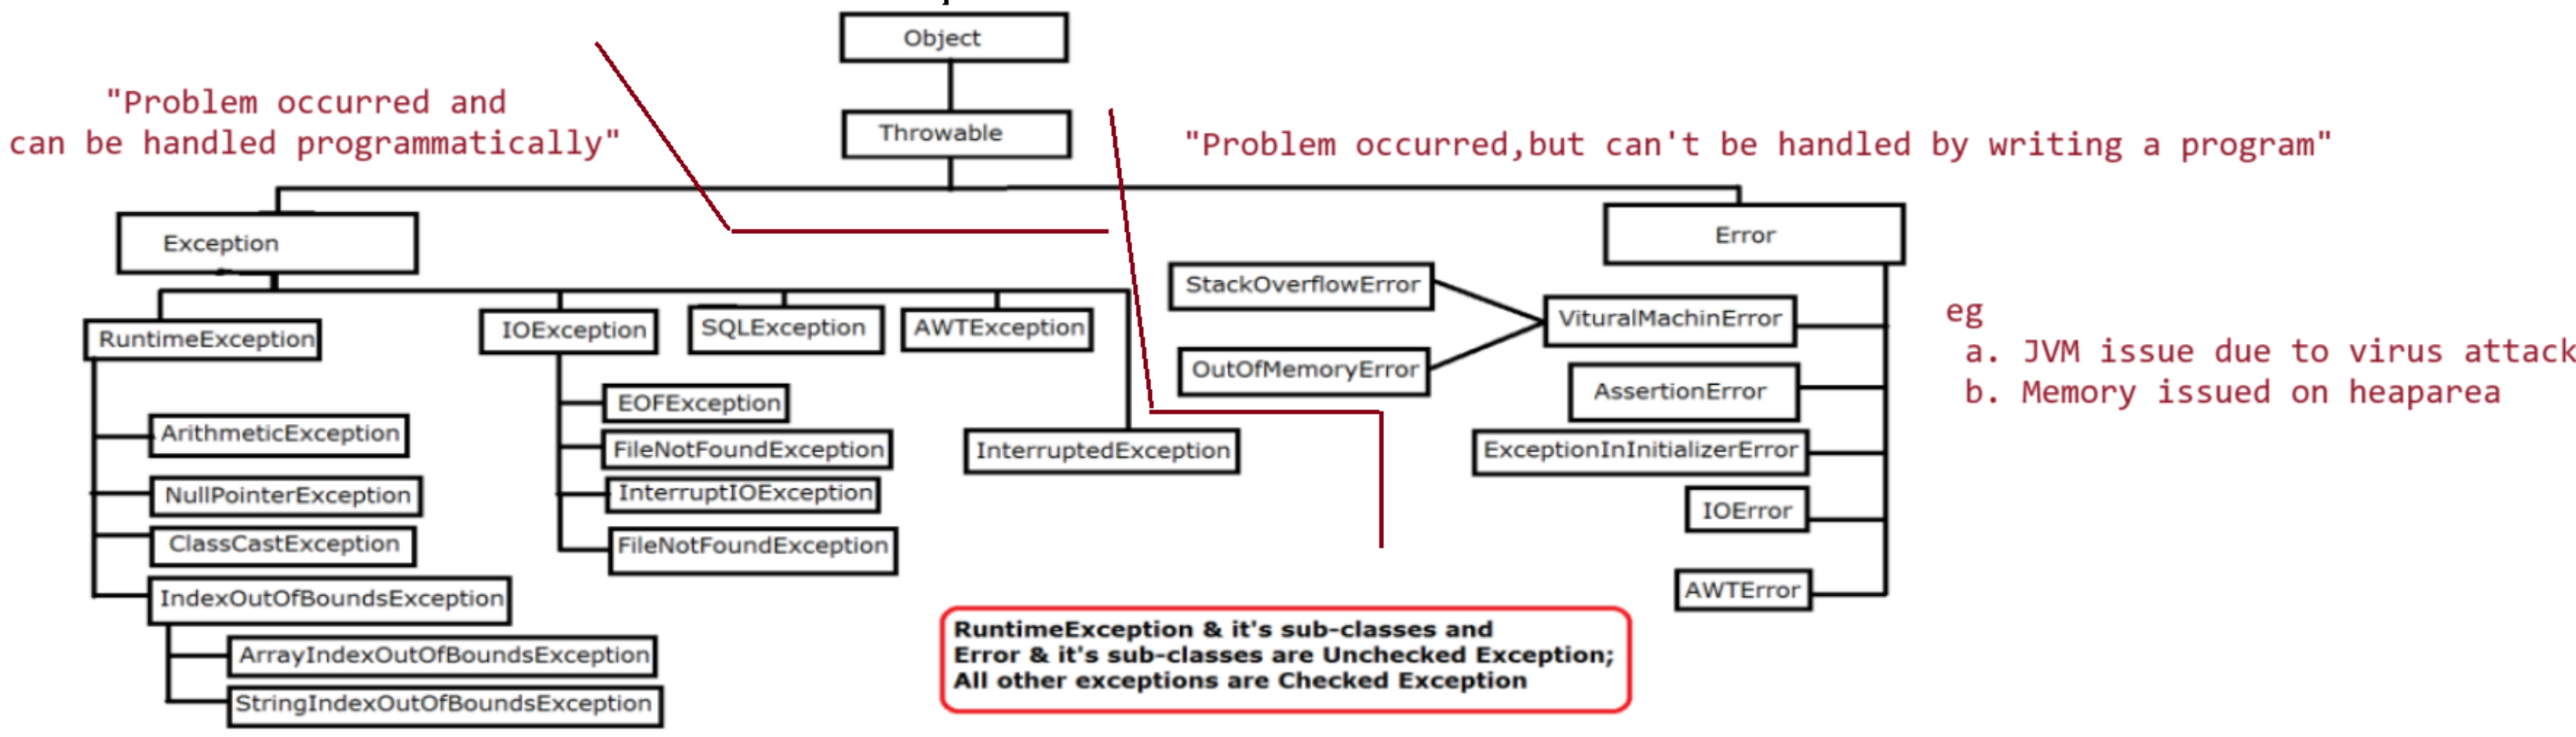 Object
"Problem occurred and
can be handled programmatically"
Throwable
"Problem occurred,but can't be handled by writing a program"
Exception
Error
StackOverflowError
VituralMachinError
OutOfMemoryError
AssertionError
ExceptionInInitializerError
IOError
AWTError
eg
a. JVM issue due to virus attack
b. Memory issued on heaparea
RuntimeException
IOException
SQLException
AWTException
InterruptedException
ArithmeticException
NullPointerException
ClassCastException
IndexOutOfBoundsException
ArrayIndexOutOfBoundsException
StringIndexOutOfBoundsException
EOFException
FileNotFoundException
InterruptIOException
FileNotFoundException
RuntimeException & it's sub-classes and
Error & it's sub-classes are Unchecked Exception;
All other exceptions are Checked Exception